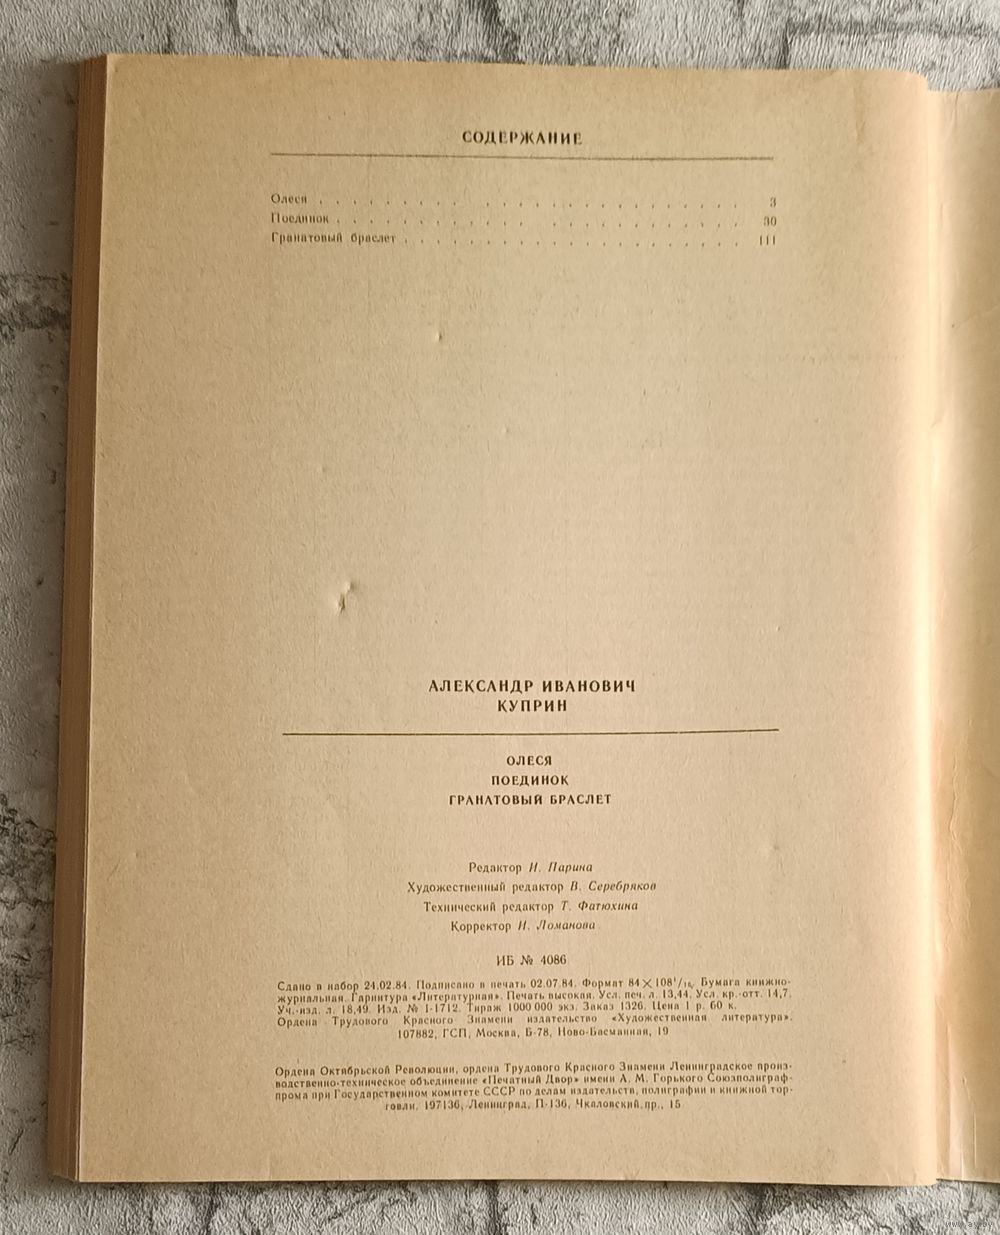 СОДЕРЖАНИЕ
Олеся . . . . . . . . . . . . . . . . . . . . 3
Поединок . . . . . . . . . . . . . . . . . . . 30
Гранатовый браслет . . . . . . . . . . . . . . . . 111
АЛЕКСАНДР ИВАНОВИЧ
КУПРИН
ОЛЕСЯ
ПОЕДИНОК
ГРАНАТОВЫЙ БРАСЛЕТ
Редактор И. Парина
Художественный редактор В. Серебряков
Технический редактор Т. Фатюхина
Корректор И. Ломанова
ИБ № 4086
Сдано в набор 24.02.84. Подписано в печать 02.07.84. Формат 84×108¹/₁₆. Бумага книжно-
журнальная. Гарнитура «Литературная». Печать высокая. Усл. печ. л. 13,44. Усл. кр.-отт. 14,7.
Уч.-изд. л. 18,49. Изд. № 1-1712. Тираж 1000 000 экз. Заказ 1326. Цена 1 р. 60 к.
Ордена Трудового Красного Знамени издательство «Художественная литература».
107882, ГСП, Москва, Б-78, Ново-Басманная, 19
Ордена Октябрьской Революции, ордена Трудового Красного Знамени Ленинградское произ-
водственно-техническое объединение «Печатный Двор» имени А. М. Горького Союзполиграф-
прома при Государственном комитете СССР по делам издательств, полиграфии и книжной тор-
говли. 197136, Ленинград, П-136, Чкаловский пр., 15
www.ay.by